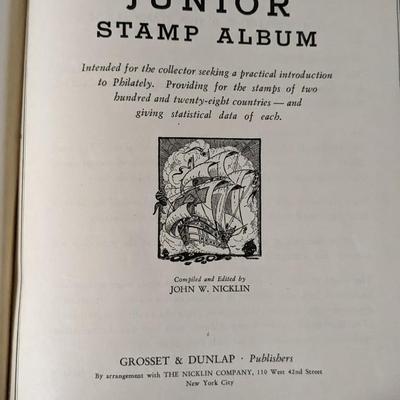 JUNIOR
STAMP ALBUM
Intended for the collector seeking a practical introduction
to Philately. Providing for the stamps of two
hundred and twenty-eight countries — and
giving statistical data of each.
Compiled and Edited by
JOHN W. NICKLIN
GROSSET & DUNLAP · Publishers
By arrangement with THE NICKLIN COMPANY, 110 West 42nd Street
New York City